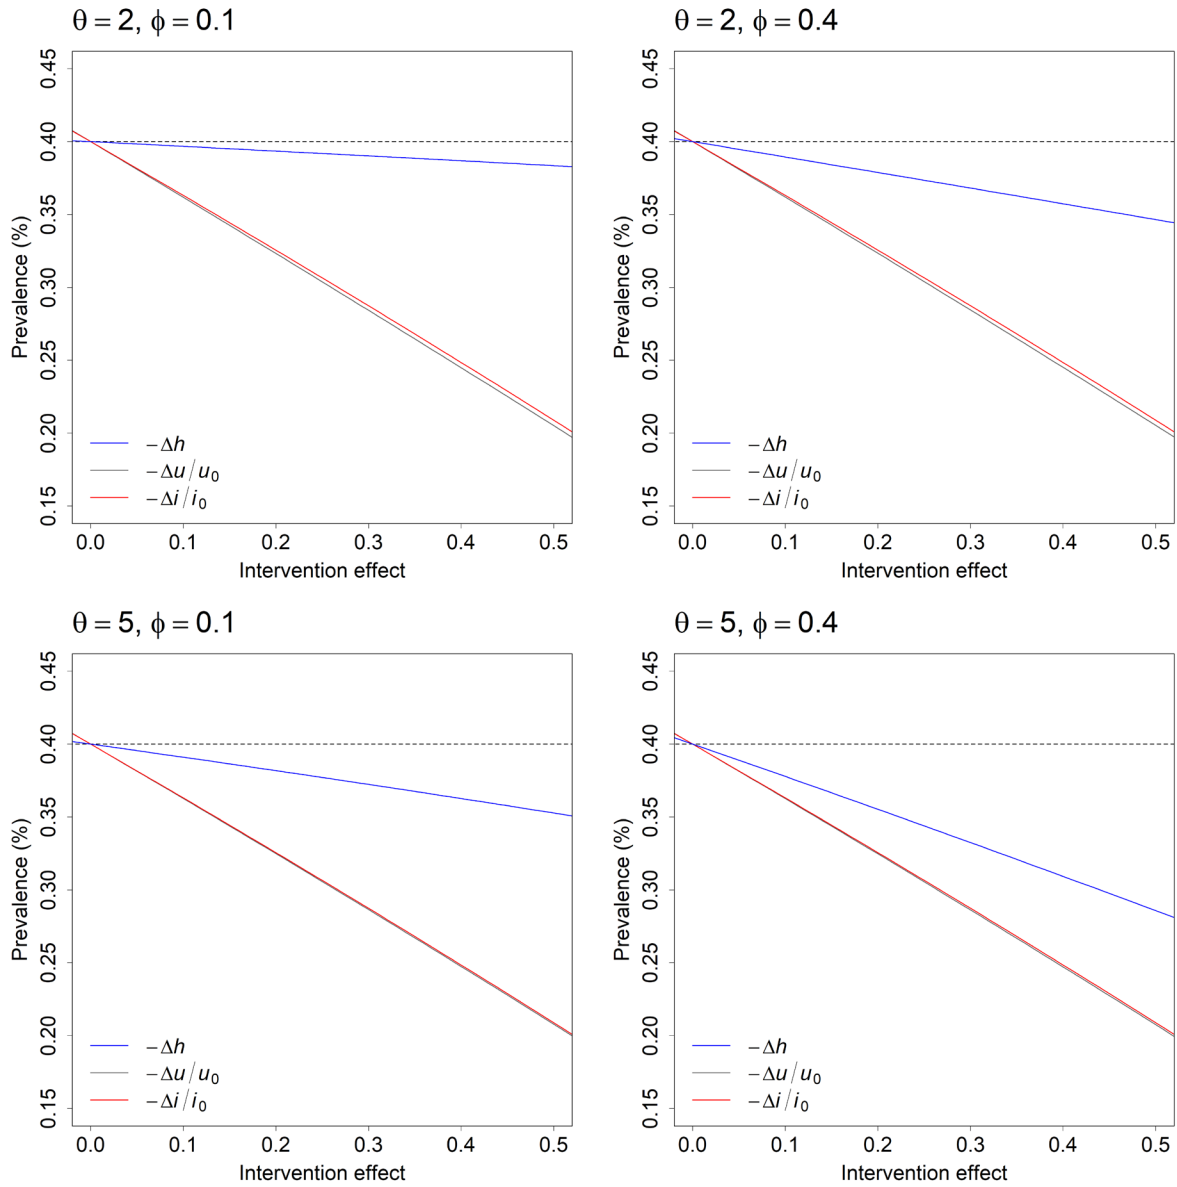 θ = 2, ϕ = 0.1
Prevalence (%)
0.45
0.40
0.35
0.30
0.25
0.20
0.15
−Δh
−Δu/u₀
−Δi/i₀
0.0 0.1 0.2 0.3 0.4 0.5
Intervention effect
θ = 2, ϕ = 0.4
Prevalence (%)
0.45
0.40
0.35
0.30
0.25
0.20
0.15
−Δh
−Δu/u₀
−Δi/i₀
0.0 0.1 0.2 0.3 0.4 0.5
Intervention effect
θ = 5, ϕ = 0.1
Prevalence (%)
0.45
0.40
0.35
0.30
0.25
0.20
0.15
−Δh
−Δu/u₀
−Δi/i₀
0.0 0.1 0.2 0.3 0.4 0.5
Intervention effect
θ = 5, ϕ = 0.4
Prevalence (%)
0.45
0.40
0.35
0.30
0.25
0.20
0.15
−Δh
−Δu/u₀
−Δi/i₀
0.0 0.1 0.2 0.3 0.4 0.5
Intervention effect